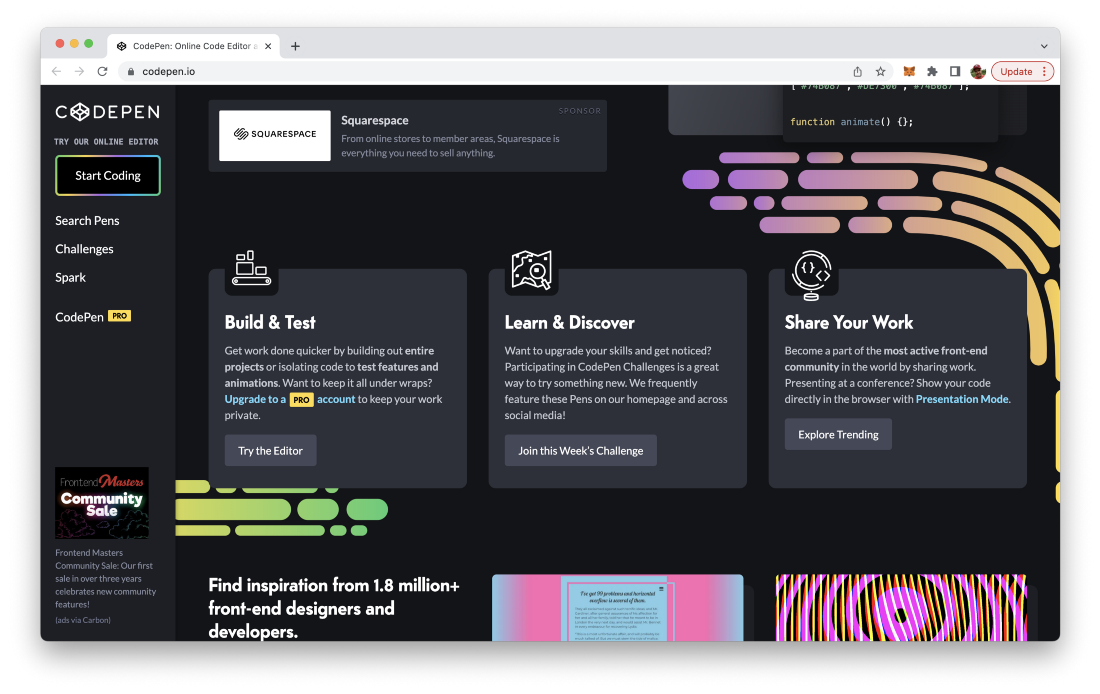 CodePen: Online Code Editor a
codepen.io
Update
CODEPEN
TRY OUR ONLINE EDITOR
Start Coding
Search Pens
Challenges
Spark
CodePen PRO
Frontend Masters
Community
Sale
Frontend Masters
Community Sale: Our first
sale in over three years
celebrates new community
features!
(ads via Carbon)
SQUARESPACE
Squarespace
SPONSOR
From online stores to member areas, Squarespace is
everything you need to sell anything.
["#74B087", "#DE7300", "#74B087"];
function animate() {};
Build & Test
Get work done quicker by building out entire
projects or isolating code to test features and
animations. Want to keep it all under wraps?
Upgrade to a PRO account to keep your work
private.
Try the Editor
Learn & Discover
Want to upgrade your skills and get noticed?
Participating in CodePen Challenges is a great
way to try something new. We frequently
feature these Pens on our homepage and across
social media!
Join this Week's Challenge
Share Your Work
Become a part of the most active front-end
community in the world by sharing work.
Presenting at a conference? Show your code
directly in the browser with Presentation Mode.
Explore Trending
Find inspiration from 1.8 million+
front-end designers and
developers.
I've got 99 problems and horizontal
overflow is several of them.